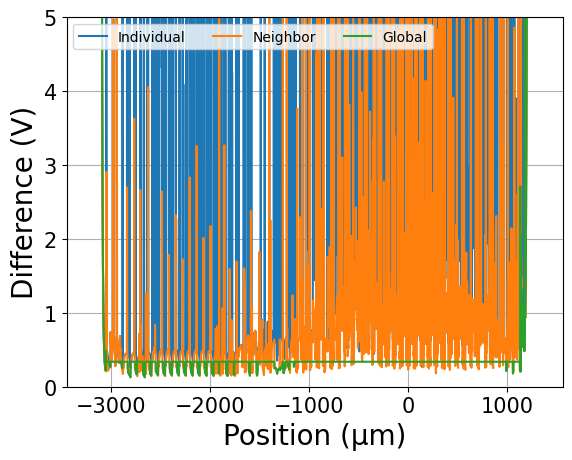 Individual Neighbor Global
5
4
3
2
1
0
Difference (V)
−3000 −2000 −1000 0 1000
Position (μm)